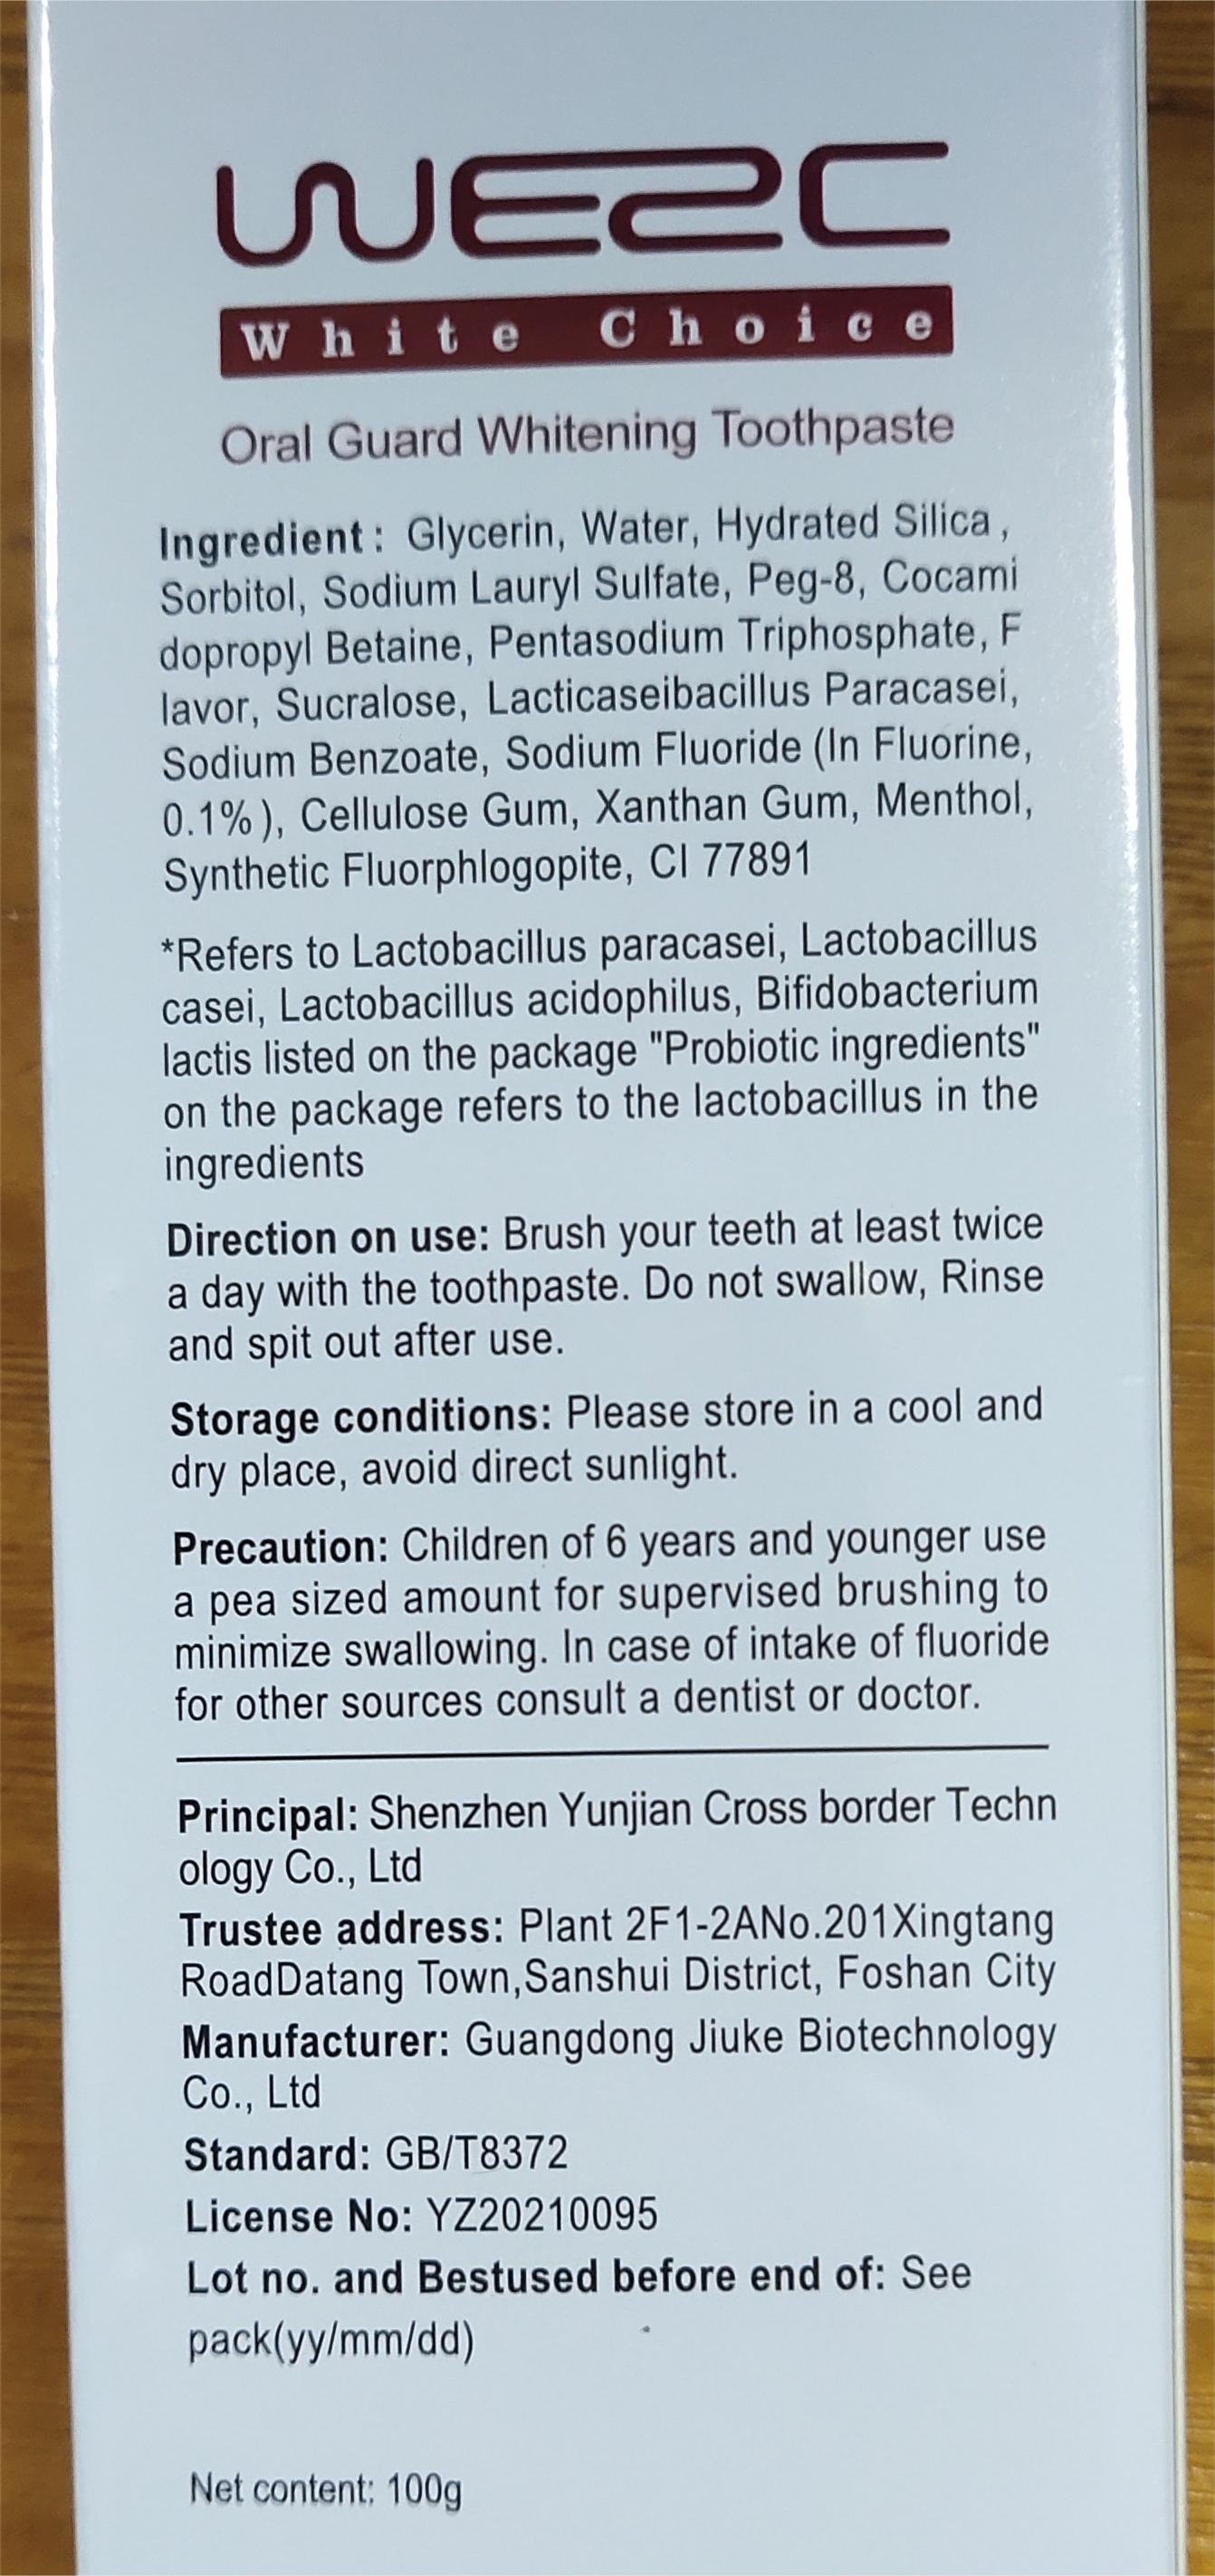 WEZC
White Choice
Oral Guard Whitening Toothpaste
Ingredient : Glycerin, Water, Hydrated Silica ,
Sorbitol, Sodium Lauryl Sulfate, Peg-8, Cocami
dopropyl Betaine, Pentasodium Triphosphate, F
lavor, Sucralose, Lacticaseibacillus Paracasei,
Sodium Benzoate, Sodium Fluoride (In Fluorine,
0.1% ), Cellulose Gum, Xanthan Gum, Menthol,
Synthetic Fluorphlogopite, CI 77891
*Refers to Lactobacillus paracasei, Lactobacillus
casei, Lactobacillus acidophilus, Bifidobacterium
lactis listed on the package "Probiotic ingredients"
on the package refers to the lactobacillus in the
ingredients
Direction on use: Brush your teeth at least twice
a day with the toothpaste. Do not swallow, Rinse
and spit out after use.
Storage conditions: Please store in a cool and
dry place, avoid direct sunlight.
Precaution: Children of 6 years and younger use
a pea sized amount for supervised brushing to
minimize swallowing. In case of intake of fluoride
for other sources consult a dentist or doctor.
Principal: Shenzhen Yunjian Cross border Techn
ology Co., Ltd
Trustee address: Plant 2F1-2ANo.201Xingtang
RoadDatang Town,Sanshui District, Foshan City
Manufacturer: Guangdong Jiuke Biotechnology
Co., Ltd
Standard: GB/T8372
License No: YZ20210095
Lot no. and Bestused before end of: See
pack(yy/mm/dd)
Net content: 100g